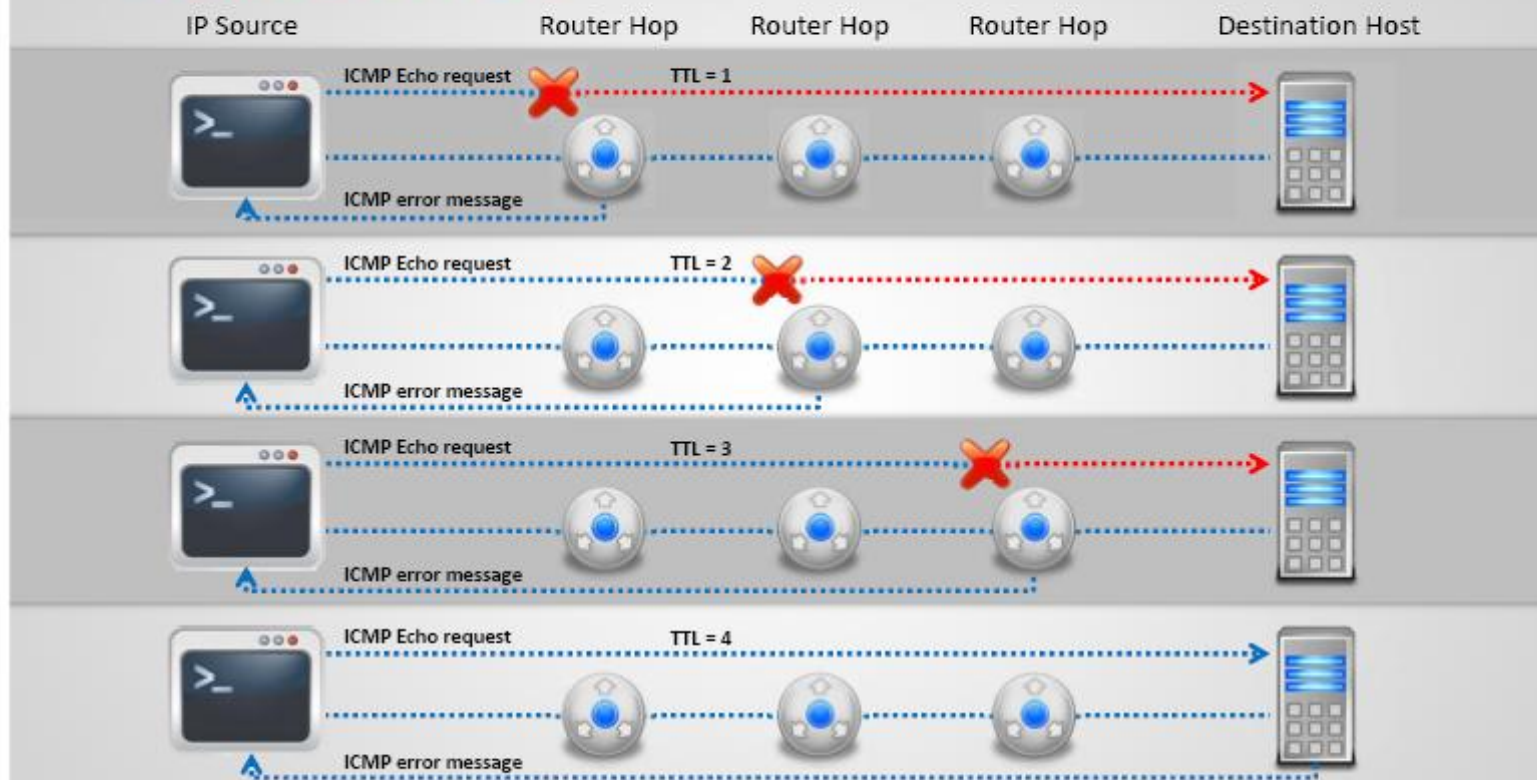 IP Source Router Hop Router Hop Router Hop Destination Host
ICMP Echo request TTL = 1
>_
ICMP error message
ICMP Echo request TTL = 2
>_
ICMP error message
ICMP Echo request TTL = 3
>_
ICMP error message
ICMP Echo request TTL = 4
>_
ICMP error message